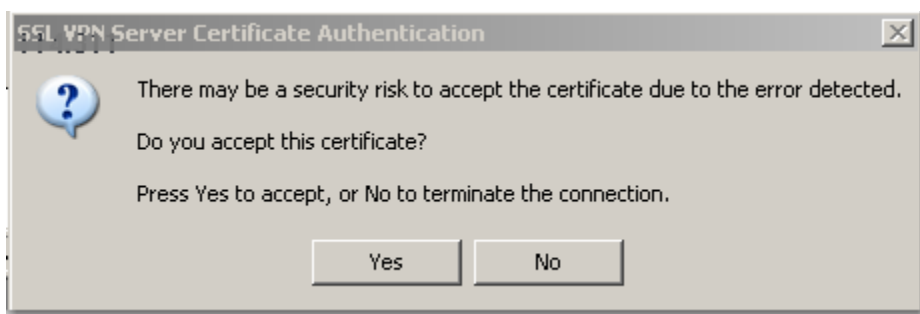 SSL VPN Server Certificate Authentication
There may be a security risk to accept the certificate due to the error detected.
Do you accept this certificate?
Press Yes to accept, or No to terminate the connection.
Yes No